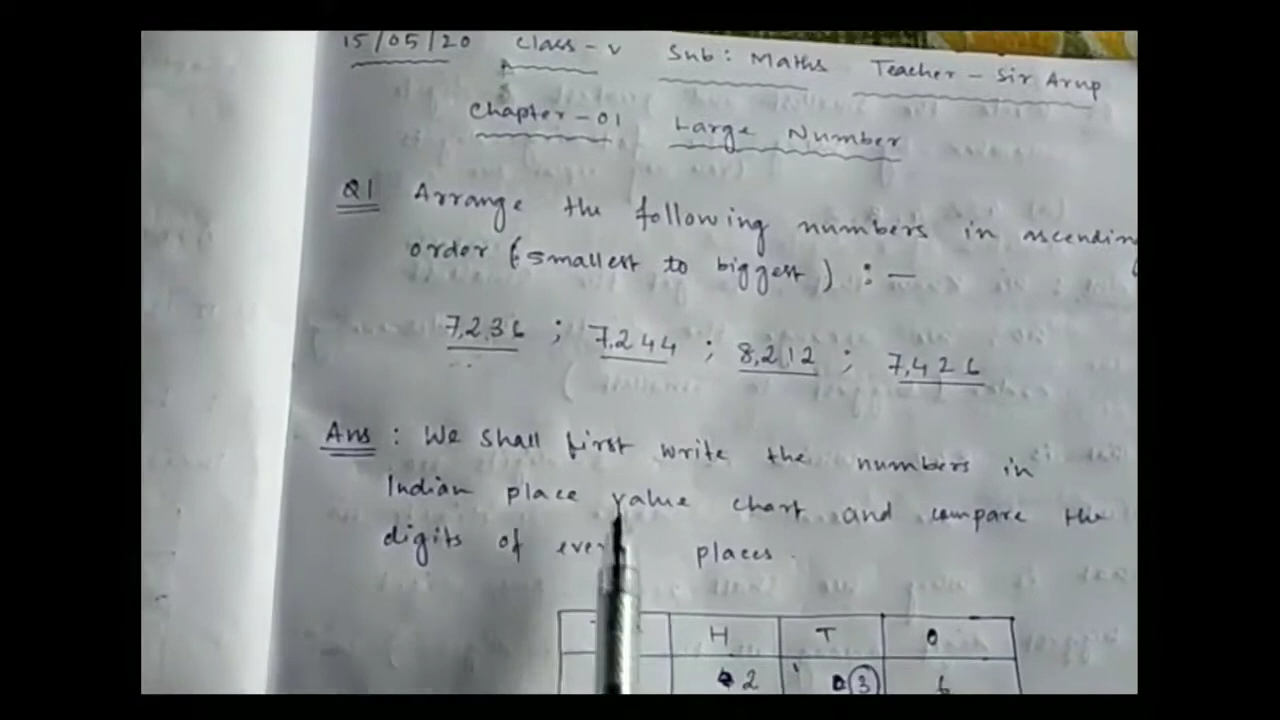 15/05/20 Class - V Sub : Maths Teacher - Sir Arup
Chapter - 01 Large Number
Q1 Arrange the following numbers in ascending
order (smallest to biggest) : —
7,236 ; 7,244 ; 8,212 ; 7,426
Ans : We shall first write the numbers in
Indian place value chart and compare the
digits of places.
H T O
2 3 6